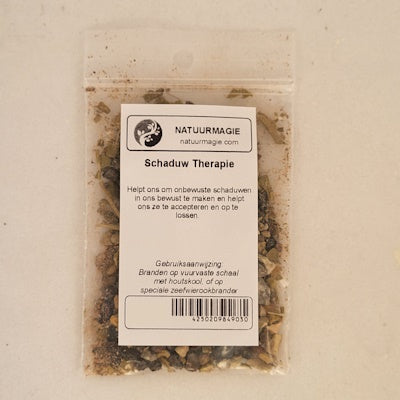 NATUURMAGIE
natuurmagie.com
Schaduw Therapie
Helpt ons om onbewuste schaduwen
in ons bewust te maken en helpt
ons ze te accepteren en op te
lossen.
Gebruiksaanwijzing:
Branden op vuurvaste schaal
met houtskool, of op
speciale zeefwierookbrander
4250209849030